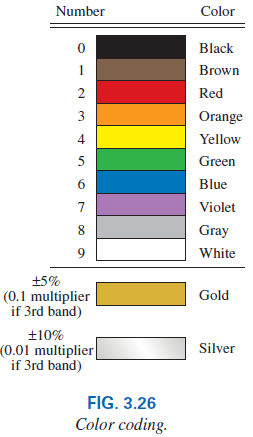 Number Color
0 Black
1 Brown
2 Red
3 Orange
4 Yellow
5 Green
6 Blue
7 Violet
8 Gray
9 White
±5%
(0.1 multiplier
if 3rd band) Gold
±10%
(0.01 multiplier
if 3rd band) Silver
FIG. 3.26
Color coding.